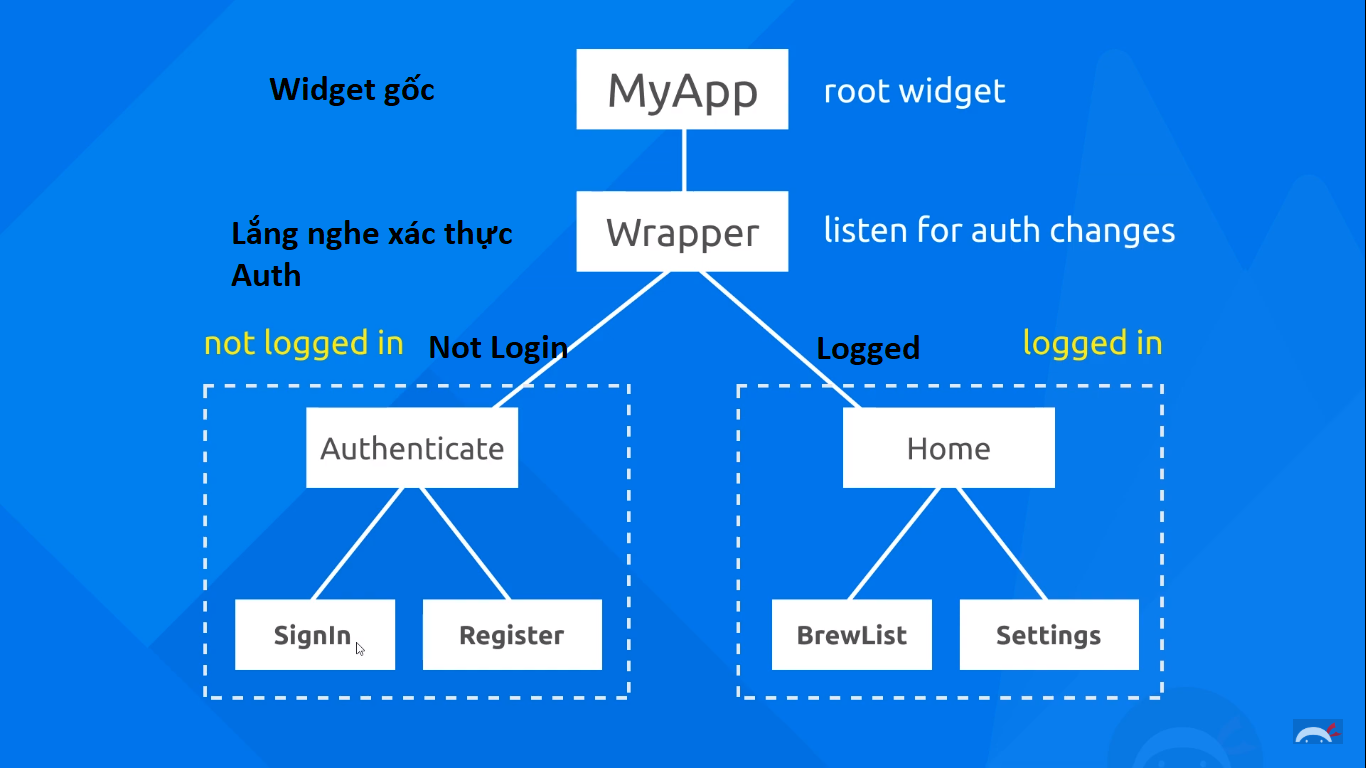 Widget gốc
MyApp
root widget
Lắng nghe xác thực
Auth
Wrapper
listen for auth changes
not logged in
Not Login
Logged
logged in
Authenticate
Home
SignIn
Register
BrewList
Settings